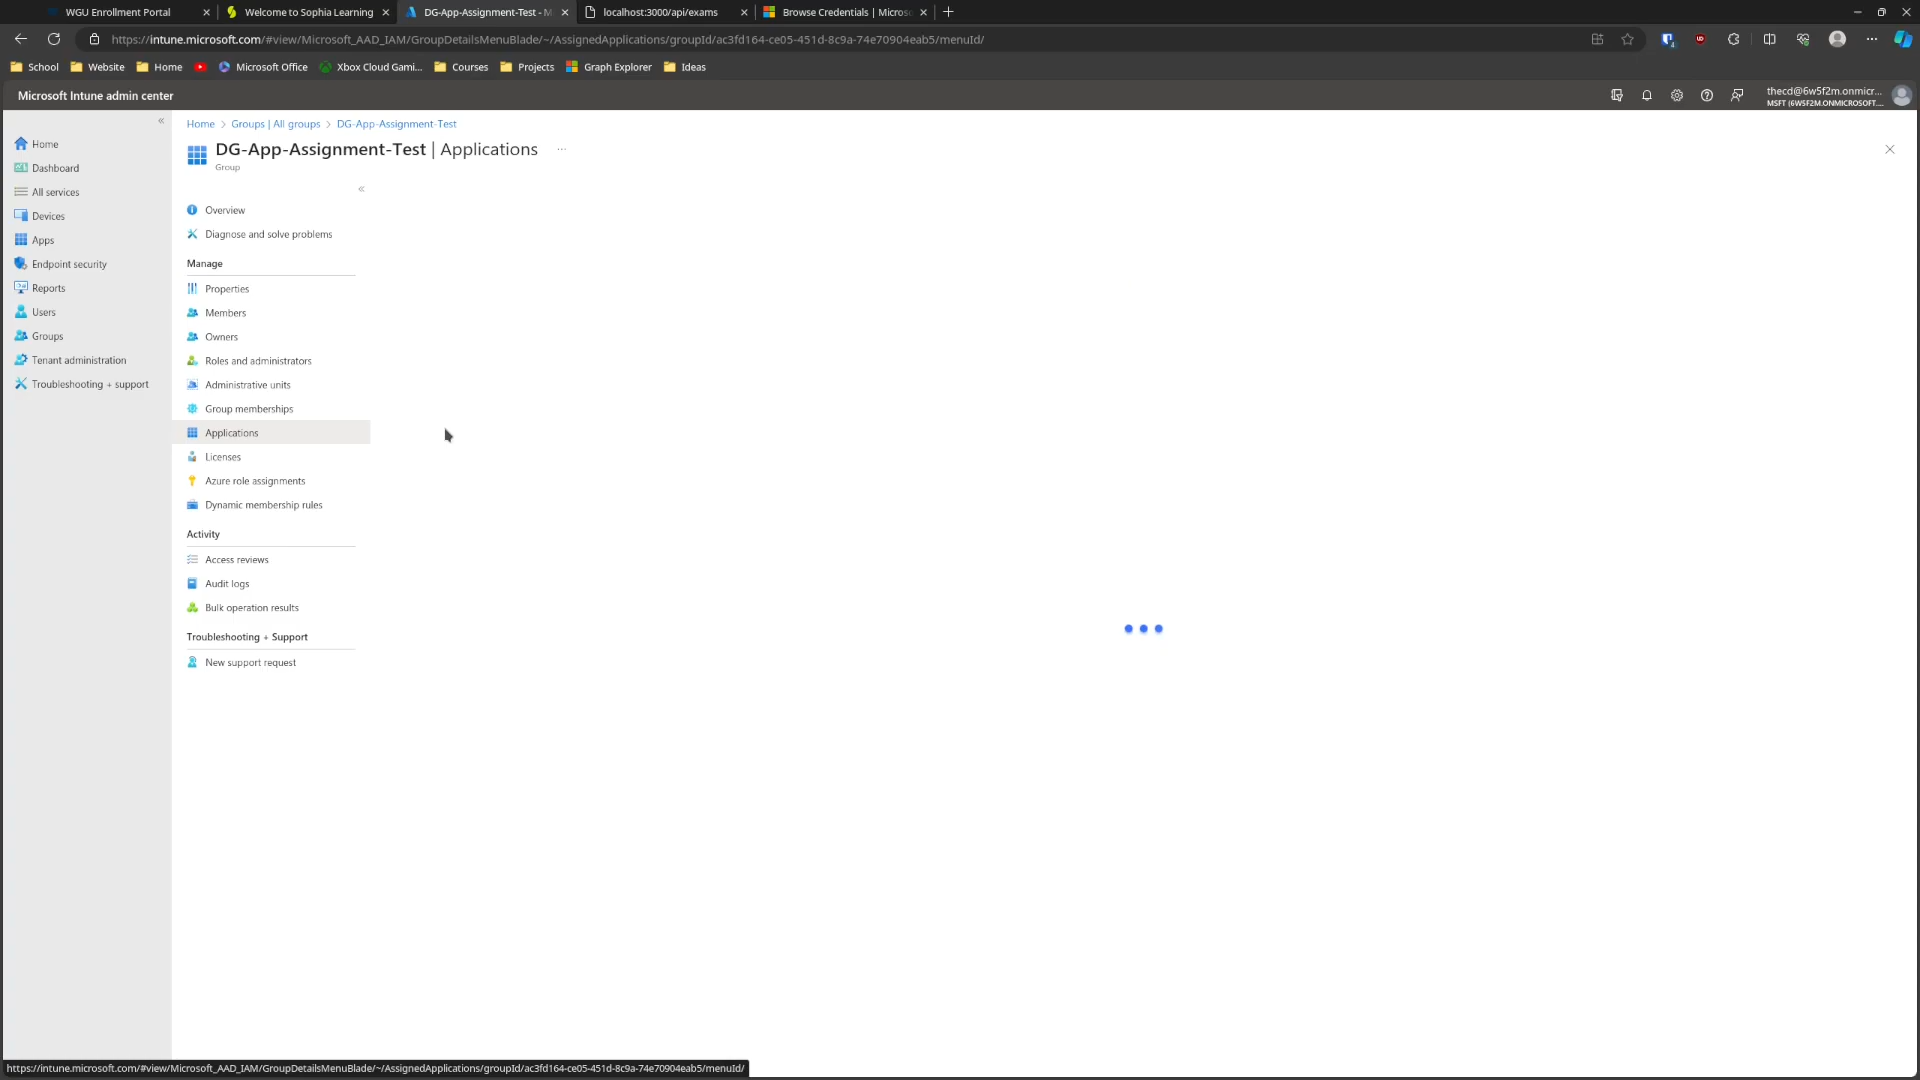 WGU Enrollment Portal
Welcome to Sophia Learning
DG-App-Assignment-Test - M
localhost:3000/api/exams
Browse Credentials | Microso
https://intune.microsoft.com/#view/Microsoft_AAD_IAM/GroupDetailsMenuBlade/~/AssignedApplications/groupId/ac3fd164-ce05-451d-8c9a-74e70904eab5/menuId/
School
Website
Home
Microsoft Office
Xbox Cloud Gami...
Courses
Projects
Graph Explorer
Ideas
Microsoft Intune admin center
thecd@6w5f2m.onmicr...
MSFT (6W5F2M.ONMICROSOFT....
Home
Dashboard
All services
Devices
Apps
Endpoint security
Reports
Users
Groups
Tenant administration
Troubleshooting + support
Home > Groups | All groups > DG-App-Assignment-Test
DG-App-Assignment-Test | Applications ...
Group
Overview
Diagnose and solve problems
Manage
Properties
Members
Owners
Roles and administrators
Administrative units
Group memberships
Applications
Licenses
Azure role assignments
Dynamic membership rules
Activity
Access reviews
Audit logs
Bulk operation results
Troubleshooting + Support
New support request
https://intune.microsoft.com/#view/Microsoft_AAD_IAM/GroupDetailsMenuBlade/~/AssignedApplications/groupId/ac3fd164-ce05-451d-8c9a-74e70904eab5/menuId/